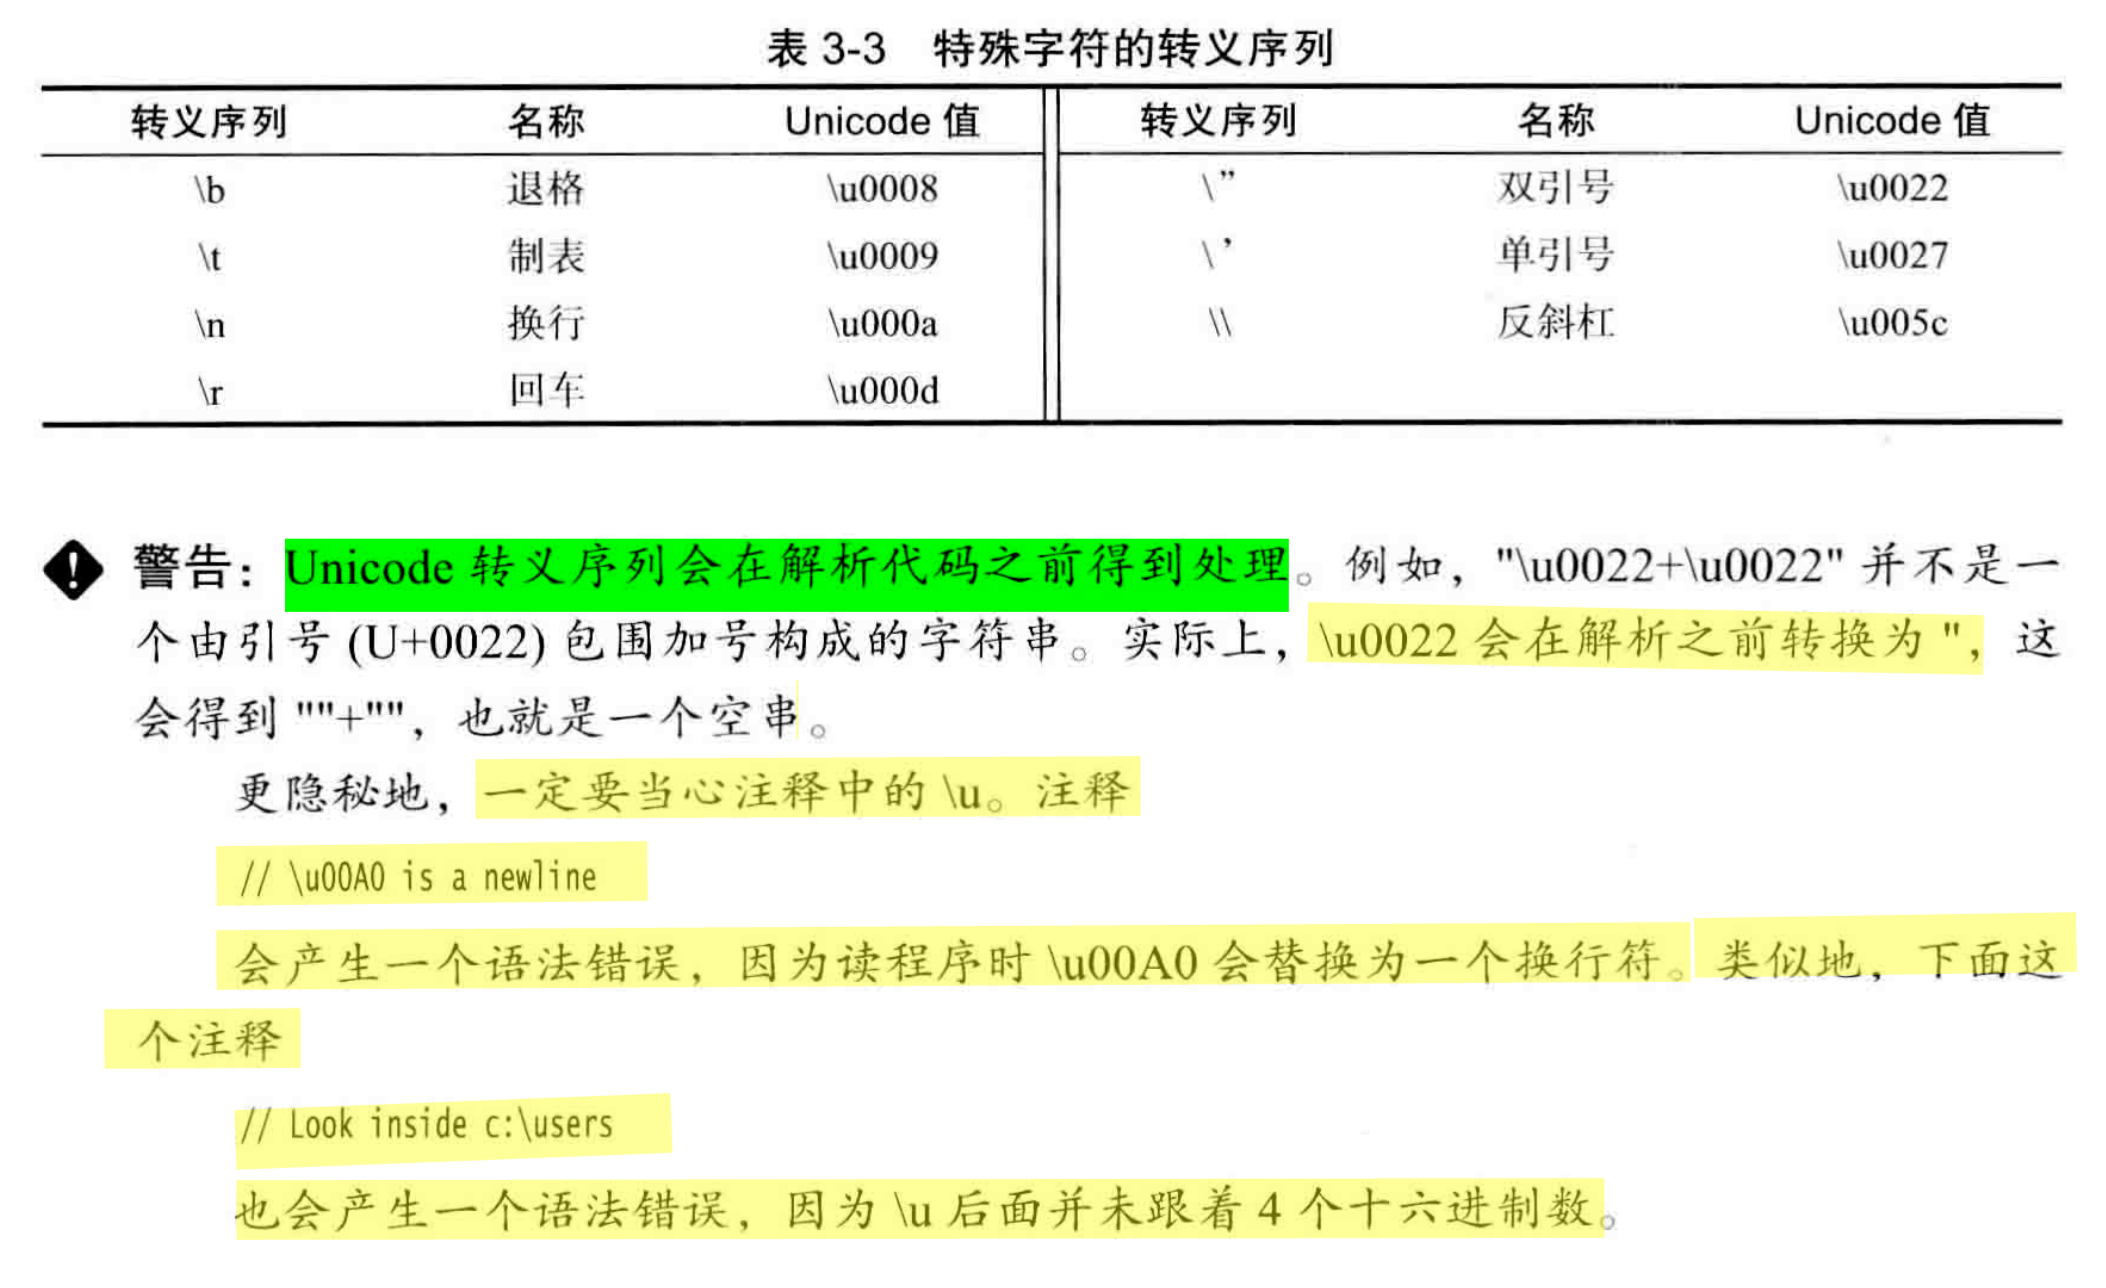 表 3-3 特殊字符的转义序列
转义序列 名称 Unicode 值 转义序列 名称 Unicode 值
\b 退格 \u0008 \” 双引号 \u0022
\t 制表 \u0009 \’ 单引号 \u0027
\n 换行 \u000a \\ 反斜杠 \u005c
\r 回车 \u000d
警告：Unicode 转义序列会在解析代码之前得到处理。例如，"\u0022+\u0022" 并不是一
个由引号 (U+0022) 包围加号构成的字符串。实际上，\u0022 会在解析之前转换为 "，这
会得到 ""+""，也就是一个空串。
更隐秘地，一定要当心注释中的 \u。注释
// \u00A0 is a newline
会产生一个语法错误，因为读程序时 \u00A0 会替换为一个换行符。类似地，下面这
个注释
// Look inside c:\users
也会产生一个语法错误，因为 \u 后面并未跟着 4 个十六进制数。